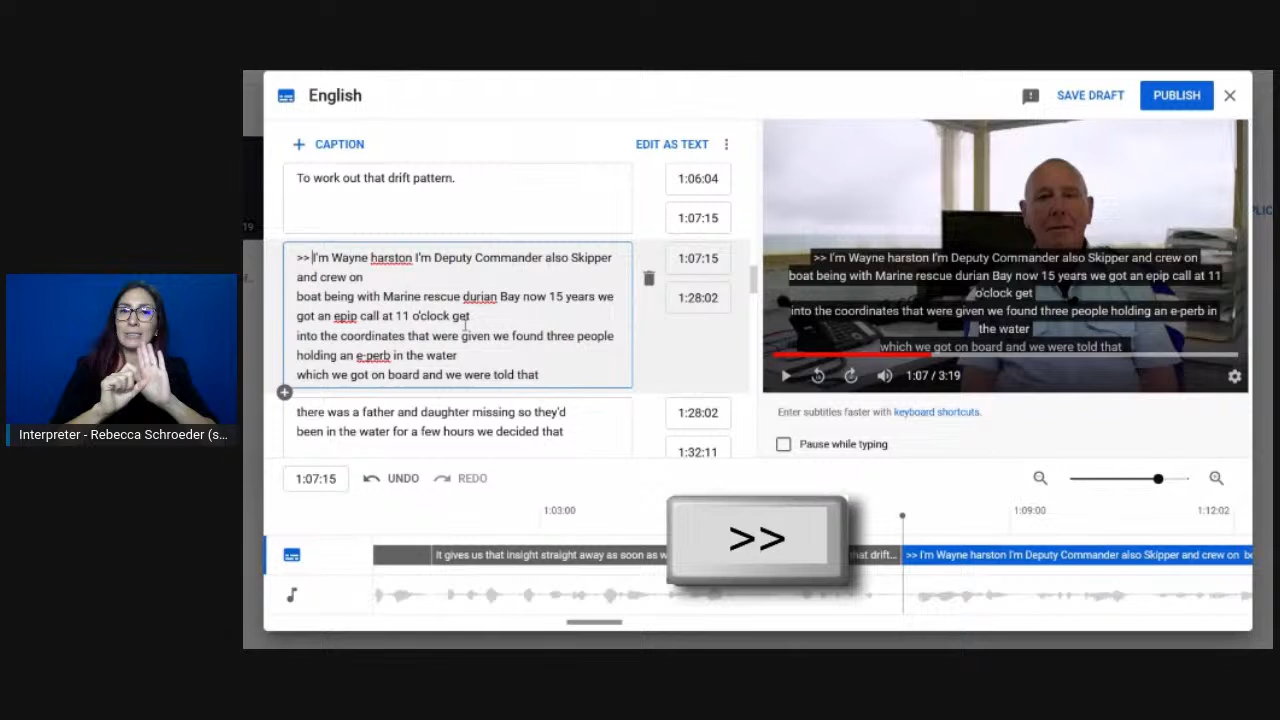 English
SAVE DRAFT
PUBLISH
CAPTION
EDIT AS TEXT
To work out that drift pattern.
1:06:04
1:07:15
>>I'm Wayne harston I'm Deputy Commander also Skipper
and crew on
boat being with Marine rescue durian Bay now 15 years we
got an epip call at 11 o'clock get
into the coordinates that were given we found three people
holding an e-perb in the water
which we got on board and we were told that
1:07:15
1:28:02
there was a father and daughter missing so they'd
been in the water for a few hours we decided that
1:28:02
1:32:11
>> I'm Wayne harston I'm Deputy Commander also Skipper and crew on
boat being with Marine rescue durian Bay now 15 years we got an epip call at 11
o'clock get
into the coordinates that were given we found three people holding an e-perb in
the water
which we got on board and we were told that
1:07 / 3:19
Enter subtitles faster with keyboard shortcuts.
Pause while typing
1:07:15
UNDO
REDO
1:03:00
1:09:00
1:12:02
It gives us that insight straight away as soon as w
hat drift...
>> I'm Wayne harston I'm Deputy Commander also Skipper and crew on b
>>
Interpreter - Rebecca Schroeder (s...
19